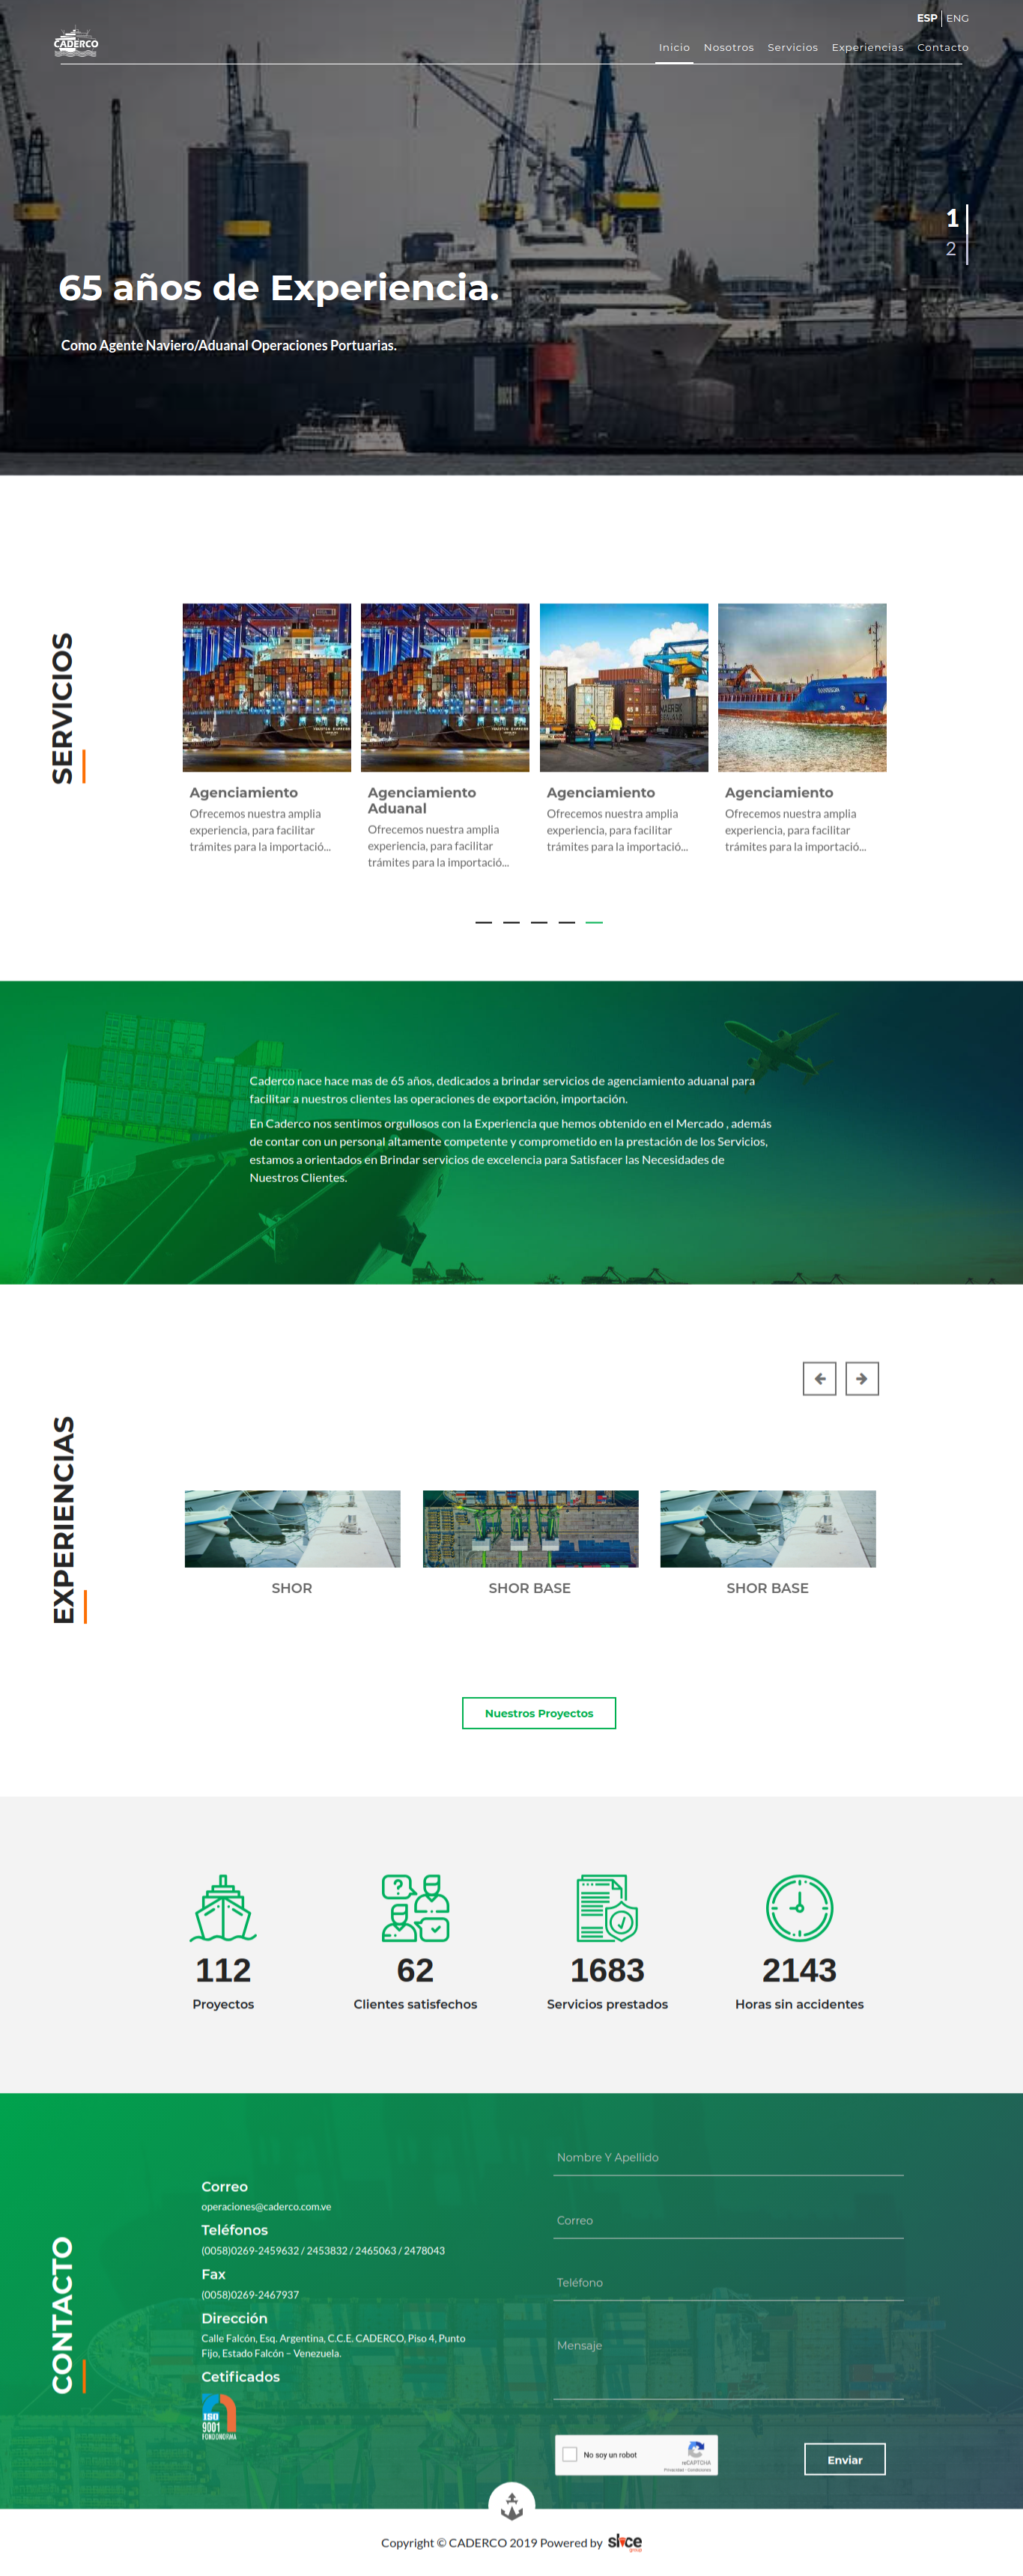 ESP ENG
CADERCO
Inicio Nosotros Servicios Experiencias Contacto
1
2
65 años de Experiencia.
Como Agente Naviero/Aduanal Operaciones Portuarias.
SERVICIOS
Agenciamiento
Ofrecemos nuestra amplia
experiencia, para facilitar
trámites para la importació...
Agenciamiento
Aduanal
Ofrecemos nuestra amplia
experiencia, para facilitar
trámites para la importació...
Agenciamiento
Ofrecemos nuestra amplia
experiencia, para facilitar
trámites para la importació...
Agenciamiento
Ofrecemos nuestra amplia
experiencia, para facilitar
trámites para la importació...
Caderco nace hace mas de 65 años, dedicados a brindar servicios de agenciamiento aduanal para
facilitar a nuestros clientes las operaciones de exportación, importación.
En Caderco nos sentimos orgullosos con la Experiencia que hemos obtenido en el Mercado , además
de contar con un personal altamente competente y comprometido en la prestación de los Servicios,
estamos a orientados en Brindar servicios de excelencia para Satisfacer las Necesidades de
Nuestros Clientes.
EXPERIENCIAS
SHOR
SHOR BASE
SHOR BASE
Nuestros Proyectos
112
Proyectos
62
Clientes satisfechos
1683
Servicios prestados
2143
Horas sin accidentes
CONTACTO
Correo
operaciones@caderco.com.ve
Teléfonos
(0058)0269-2459632 / 2453832 / 2465063 / 2478043
Fax
(0058)0269-2467937
Dirección
Calle Falcón, Esq. Argentina, C.C.E. CADERCO, Piso 4, Punto
Fijo, Estado Falcón – Venezuela.
Cetificados
ISO
9001
FONDONORMA
Nombre Y Apellido
Correo
Teléfono
Mensaje
No soy un robot
reCAPTCHA
Privacidad - Condiciones
Enviar
Copyright © CADERCO 2019 Powered by slice
group